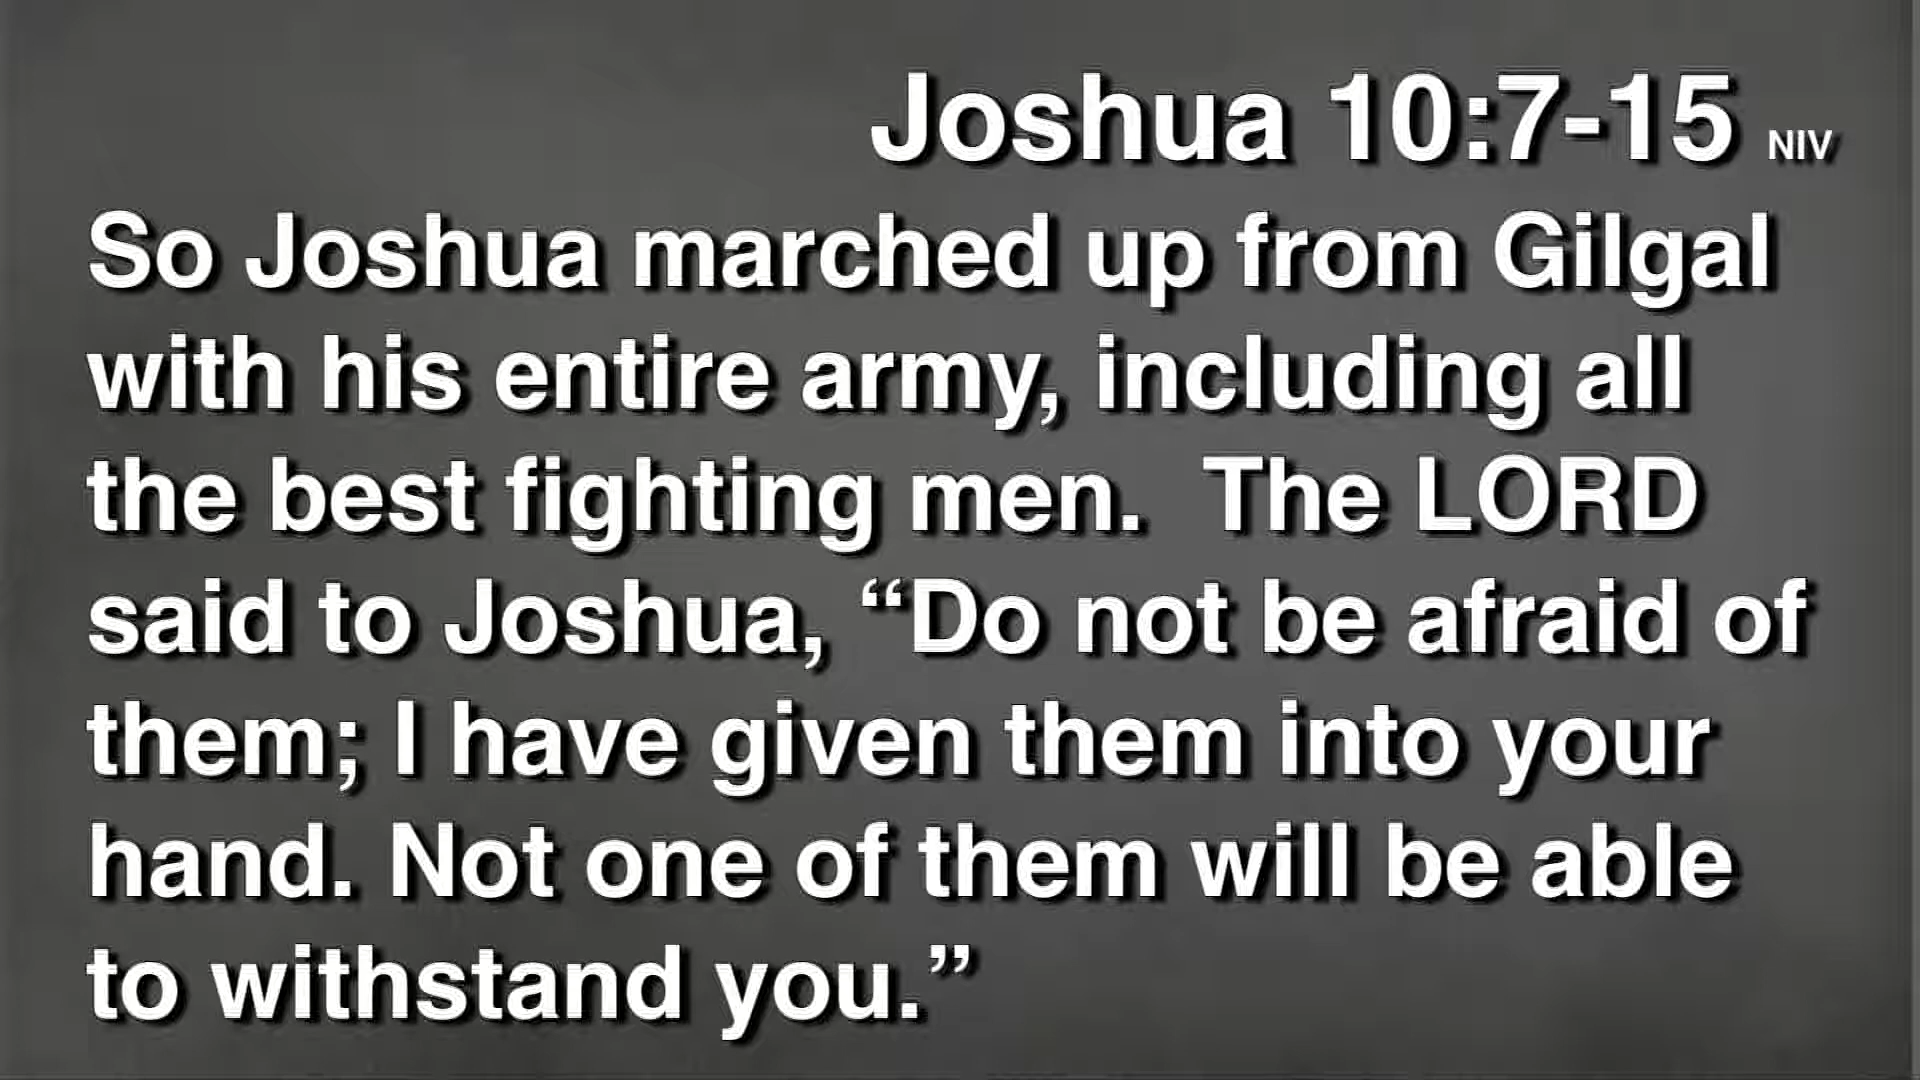 Joshua 10:7-15 NIV
So Joshua marched up from Gilgal
with his entire army, including all
the best fighting men.  The LORD
said to Joshua, “Do not be afraid of
them; I have given them into your
hand. Not one of them will be able
to withstand you.”